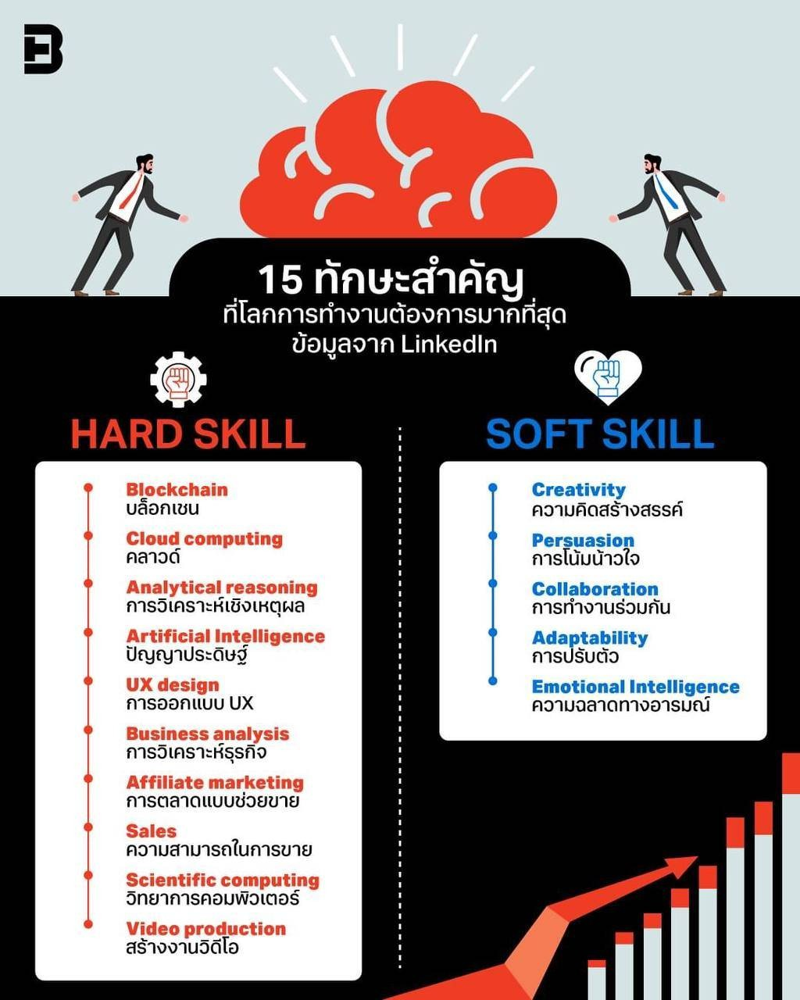 B
15 ทักษะสำคัญ
ที่โลกการทำงานต้องการมากที่สุด
ข้อมูลจาก LinkedIn
HARD SKILL
Blockchain
บล็อกเชน
Cloud computing
คลาวด์
Analytical reasoning
การวิเคราะห์เชิงเหตุผล
Artificial Intelligence
ปัญญาประดิษฐ์
UX design
การออกแบบ UX
Business analysis
การวิเคราะห์ธุรกิจ
Affiliate marketing
การตลาดแบบช่วยขาย
Sales
ความสามารถในการขาย
Scientific computing
วิทยาการคอมพิวเตอร์
Video production
สร้างงานวิดีโอ
SOFT SKILL
Creativity
ความคิดสร้างสรรค์
Persuasion
การโน้มน้าวใจ
Collaboration
การทำงานร่วมกัน
Adaptability
การปรับตัว
Emotional Intelligence
ความฉลาดทางอารมณ์